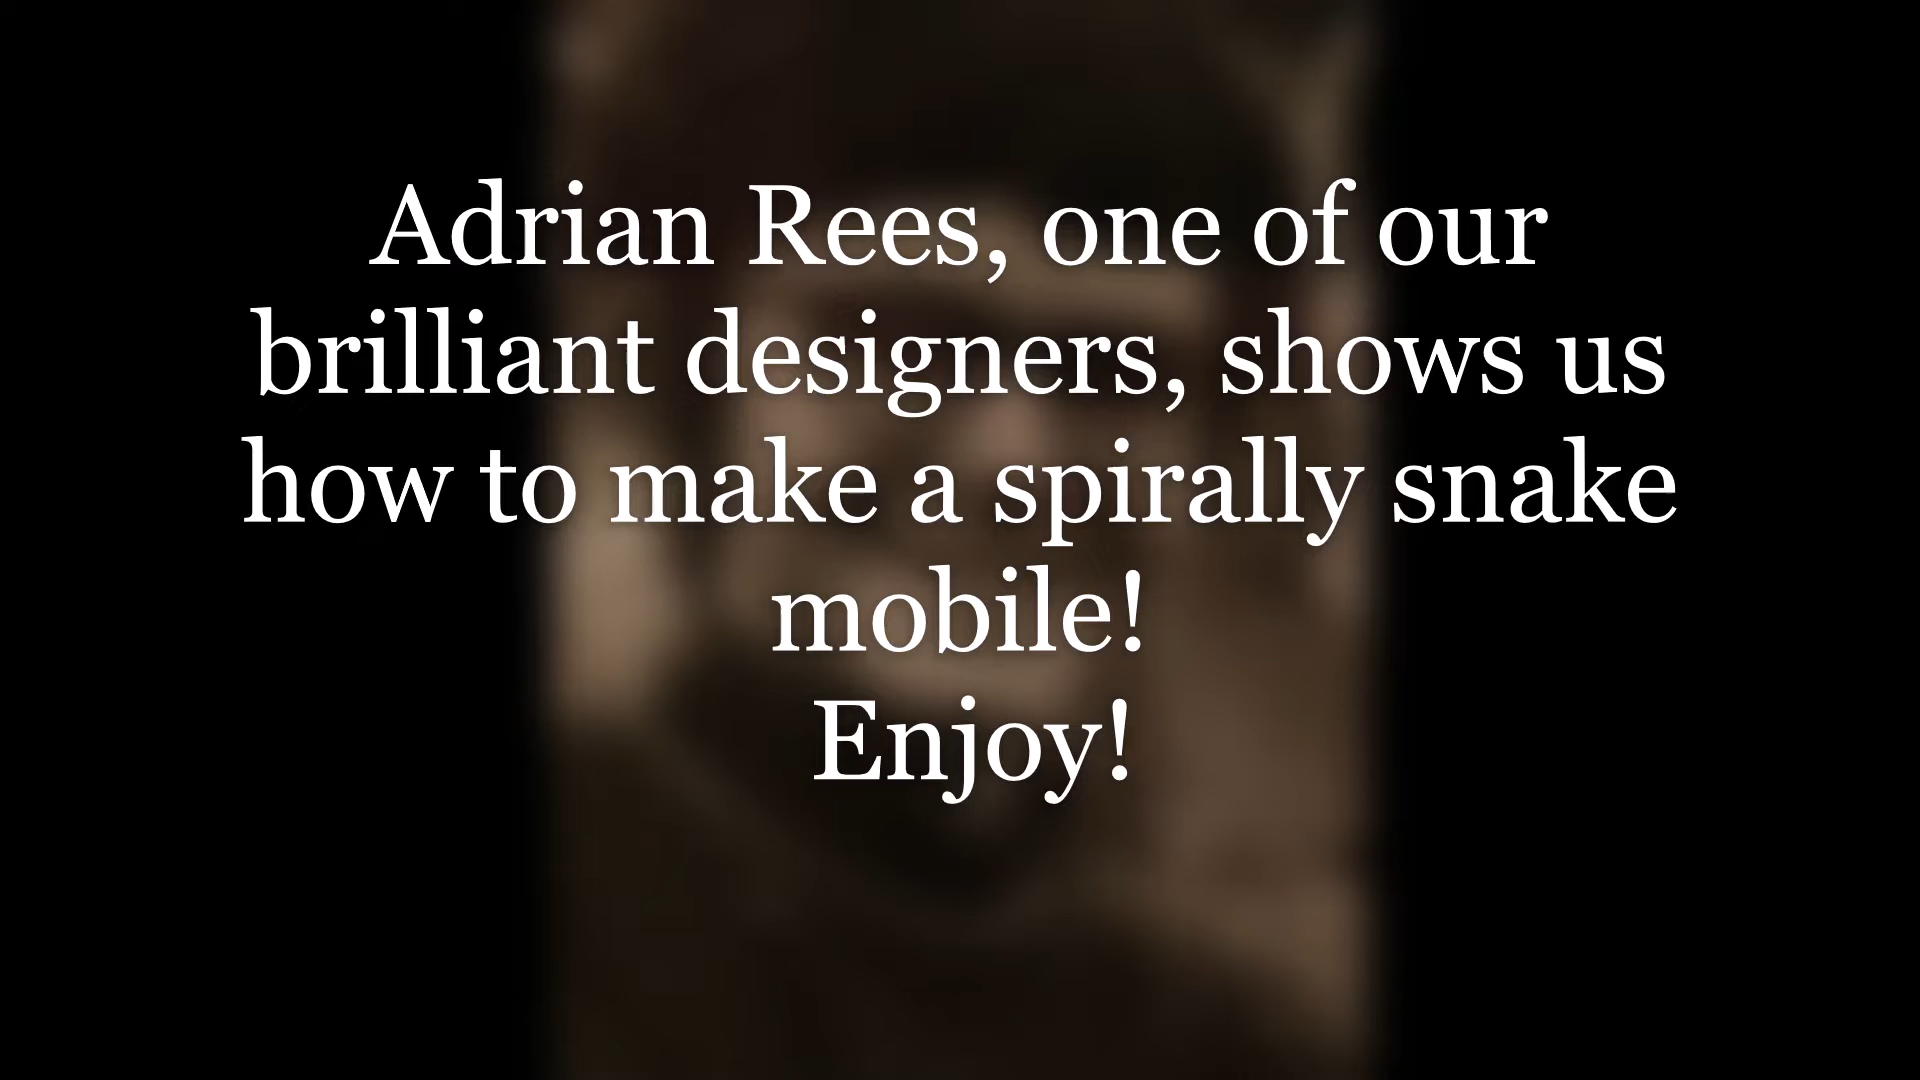 Adrian Rees, one of our
brilliant designers, shows us
how to make a spirally snake
mobile!
Enjoy!